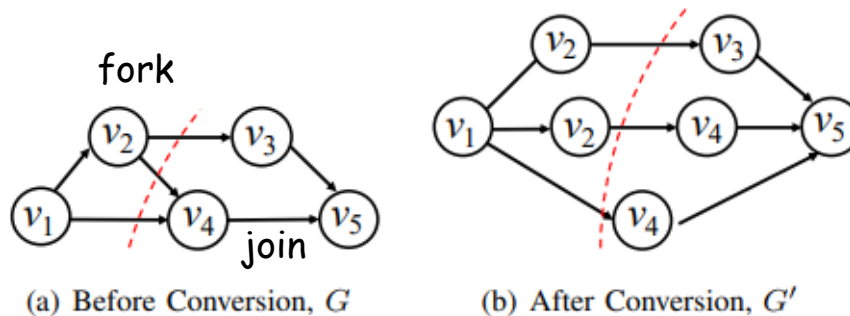 fork
v₂
v₃
v₁
v₄
v₅
join
(a) Before Conversion, G
v₂
v₃
v₁
v₂
v₄
v₅
v₄
(b) After Conversion, G′